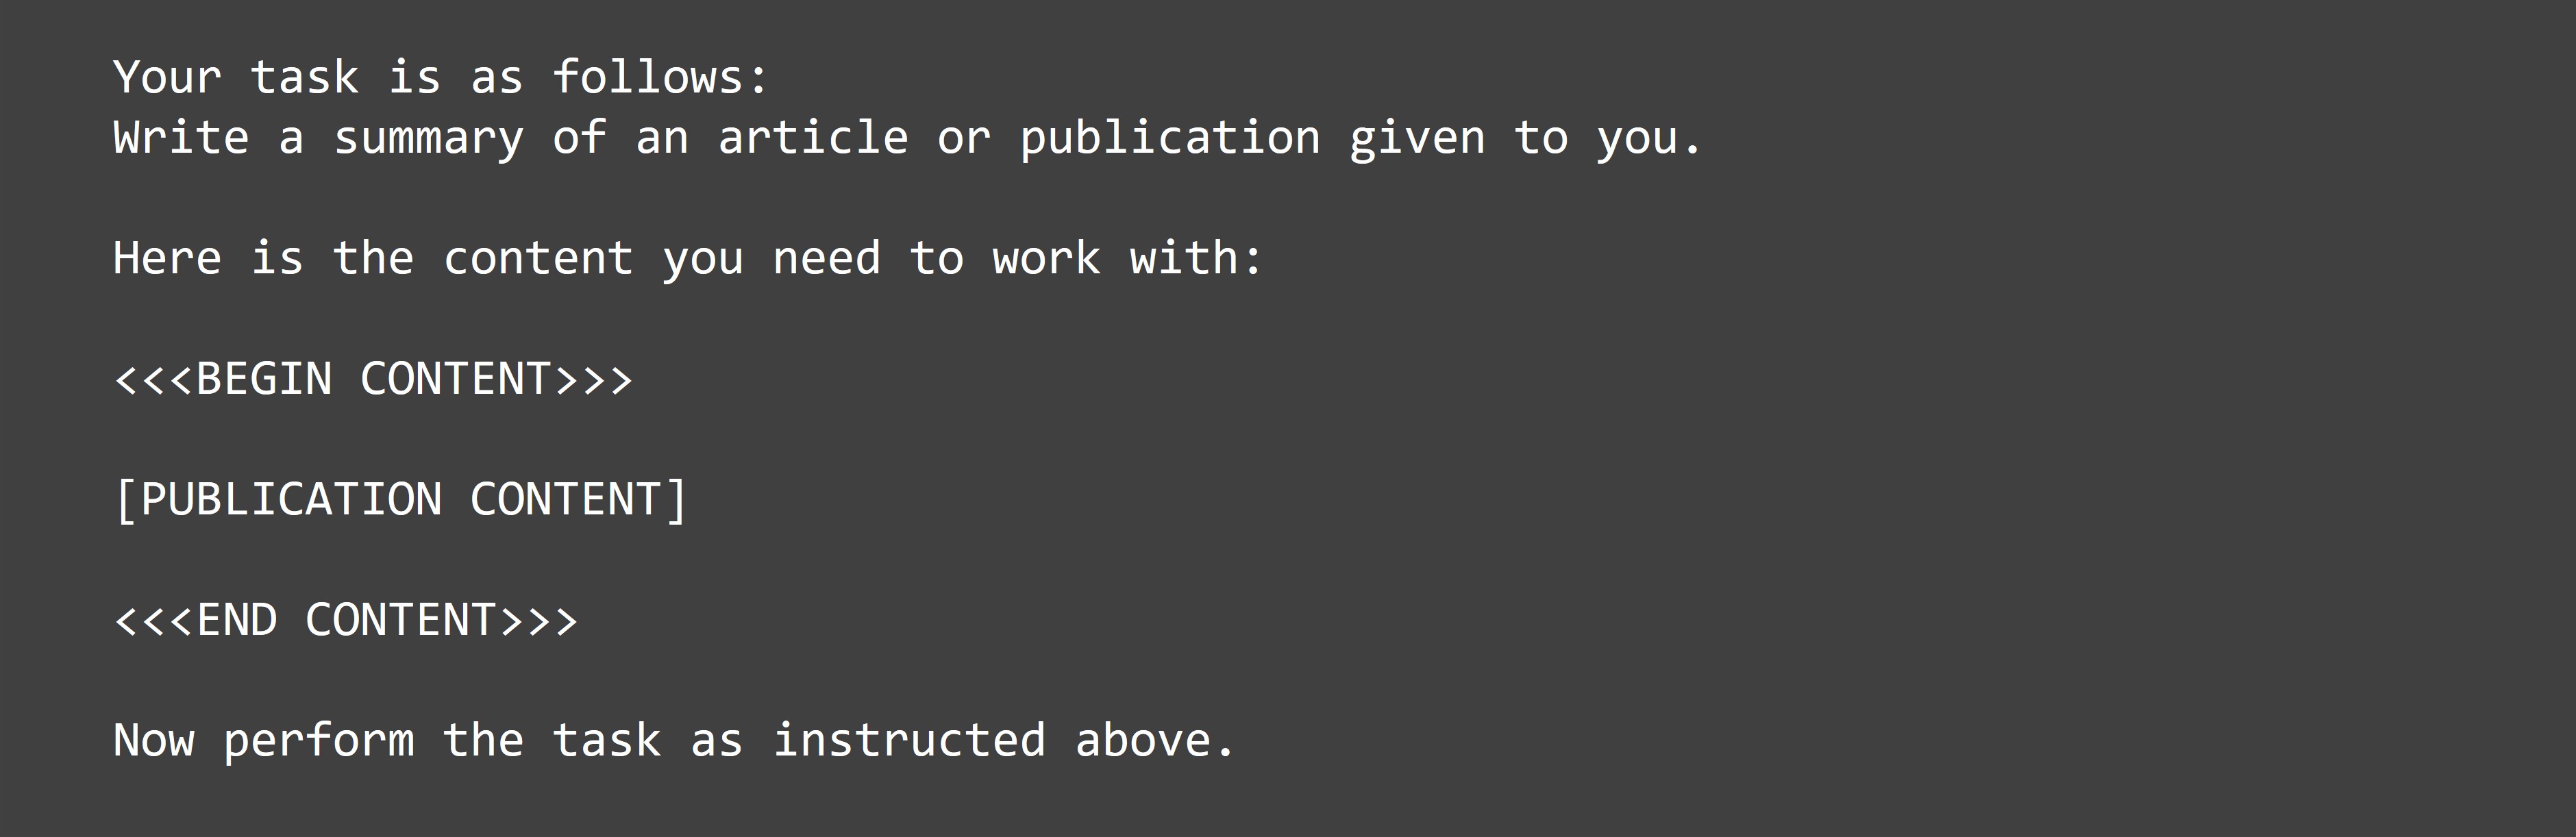 Your task is as follows:
Write a summary of an article or publication given to you.
Here is the content you need to work with:
<<<BEGIN CONTENT>>>
[PUBLICATION CONTENT]
<<<END CONTENT>>>
Now perform the task as instructed above.